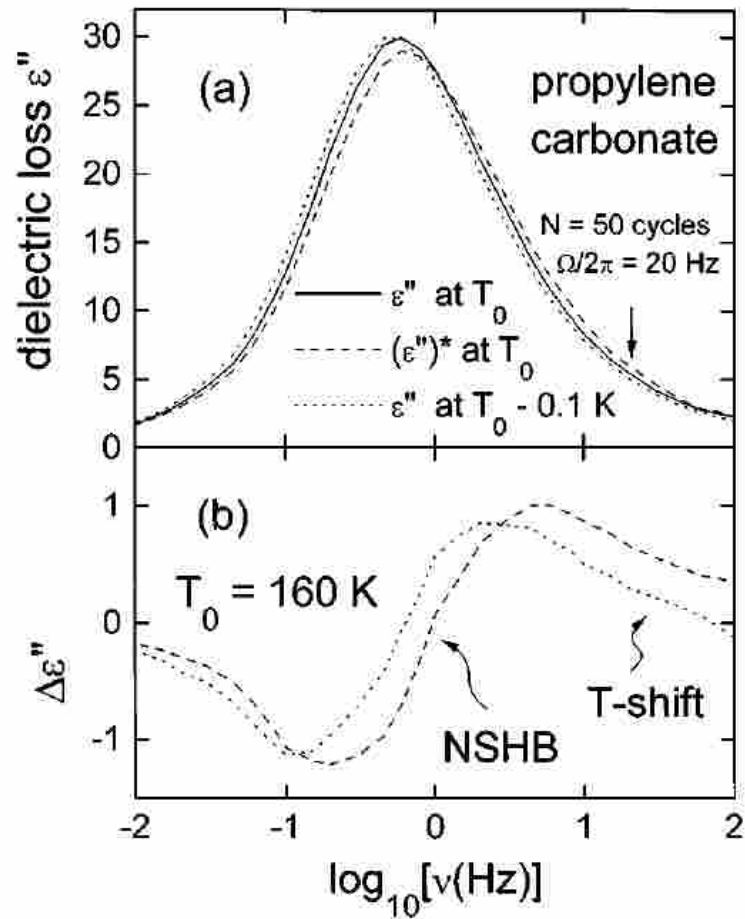 30
25
20
15
10
5
0
dielectric loss ε"
(a)
propylene
carbonate
N = 50 cycles
Ω/2π = 20 Hz
ε" at T₀
(ε")* at T₀
ε" at T₀ - 0.1 K
1
0
-1
Δε"
(b)
T₀ = 160 K
NSHB
T-shift
-2 -1 0 1 2
log₁₀[ν(Hz)]